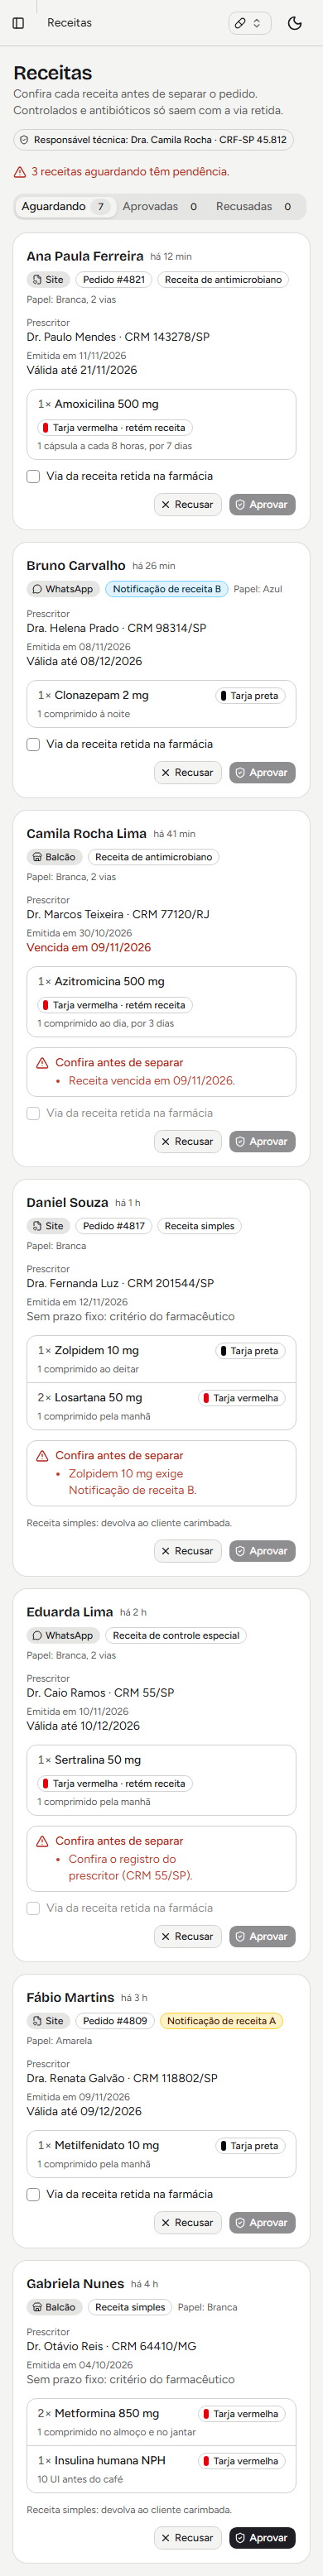 Receitas
Receitas
Confira cada receita antes de separar o pedido.
Controlados e antibióticos só saem com a via retida.
Responsável técnica: Dra. Camila Rocha · CRF-SP 45.812
3 receitas aguardando têm pendência.
Aguardando 7 Aprovadas 0 Recusadas 0
Ana Paula Ferreira há 12 min
Site Pedido #4821 Receita de antimicrobiano
Papel: Branca, 2 vias
Prescritor
Dr. Paulo Mendes · CRM 143278/SP
Emitida em 11/11/2026
Válida até 21/11/2026
1× Amoxicilina 500 mg
Tarja vermelha · retém receita
1 cápsula a cada 8 horas, por 7 dias
Via da receita retida na farmácia
Recusar Aprovar
Bruno Carvalho há 26 min
WhatsApp Notificação de receita B Papel: Azul
Prescritor
Dra. Helena Prado · CRM 98314/SP
Emitida em 08/11/2026
Válida até 08/12/2026
1× Clonazepam 2 mg Tarja preta
1 comprimido à noite
Via da receita retida na farmácia
Recusar Aprovar
Camila Rocha Lima há 41 min
Balcão Receita de antimicrobiano
Papel: Branca, 2 vias
Prescritor
Dr. Marcos Teixeira · CRM 77120/RJ
Emitida em 30/10/2026
Vencida em 09/11/2026
1× Azitromicina 500 mg
Tarja vermelha · retém receita
1 comprimido ao dia, por 3 dias
Confira antes de separar
• Receita vencida em 09/11/2026.
Via da receita retida na farmácia
Recusar Aprovar
Daniel Souza há 1 h
Site Pedido #4817 Receita simples
Papel: Branca
Prescritor
Dra. Fernanda Luz · CRM 201544/SP
Emitida em 12/11/2026
Sem prazo fixo: critério do farmacêutico
1× Zolpidem 10 mg Tarja preta
1 comprimido ao deitar
2× Losartana 50 mg Tarja vermelha
1 comprimido pela manhã
Confira antes de separar
• Zolpidem 10 mg exige
Notificação de receita B.
Receita simples: devolva ao cliente carimbada.
Recusar Aprovar
Eduarda Lima há 2 h
WhatsApp Receita de controle especial
Papel: Branca, 2 vias
Prescritor
Dr. Caio Ramos · CRM 55/SP
Emitida em 10/11/2026
Válida até 10/12/2026
1× Sertralina 50 mg
Tarja vermelha · retém receita
1 comprimido pela manhã
Confira antes de separar
• Confira o registro do
prescritor (CRM 55/SP).
Via da receita retida na farmácia
Recusar Aprovar
Fábio Martins há 3 h
Site Pedido #4809 Notificação de receita A
Papel: Amarela
Prescritor
Dra. Renata Galvão · CRM 118802/SP
Emitida em 09/11/2026
Válida até 09/12/2026
1× Metilfenidato 10 mg Tarja preta
1 comprimido pela manhã
Via da receita retida na farmácia
Recusar Aprovar
Gabriela Nunes há 4 h
Balcão Receita simples Papel: Branca
Prescritor
Dr. Otávio Reis · CRM 64410/MG
Emitida em 04/10/2026
Sem prazo fixo: critério do farmacêutico
2× Metformina 850 mg Tarja vermelha
1 comprimido no almoço e no jantar
1× Insulina humana NPH Tarja vermelha
10 UI antes do café
Receita simples: devolva ao cliente carimbada.
Recusar Aprovar